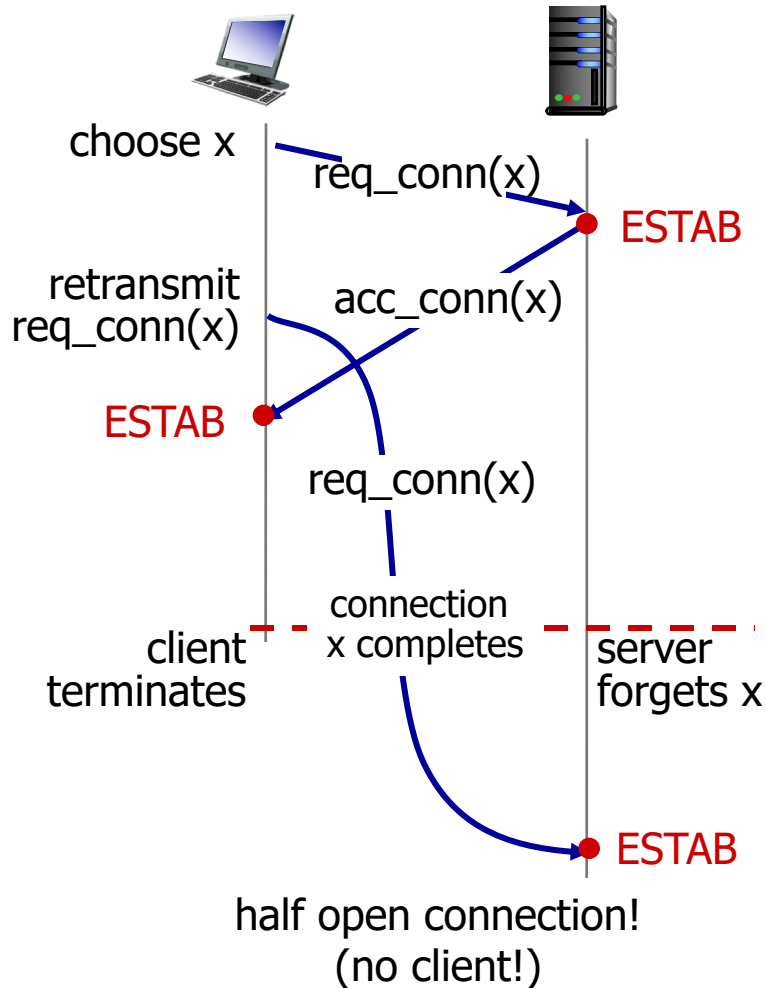 choose x
req_conn(x)
ESTAB
retransmit
req_conn(x)
acc_conn(x)
ESTAB
req_conn(x)
connection
x completes
client
terminates
server
forgets x
ESTAB
half open connection!
(no client!)